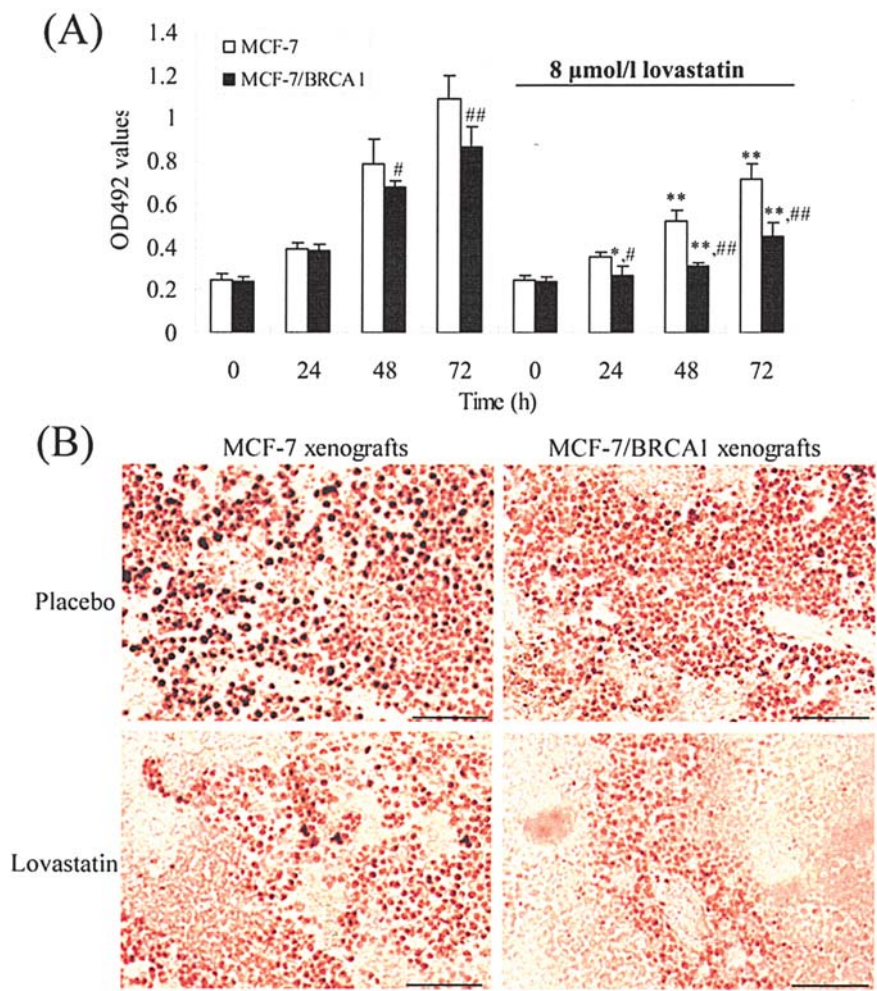 (A)
1.4
1.2
1
0.8
0.6
0.4
0.2
0
OD492 values
MCF-7
MCF-7/BRCA1
8 µmol/l lovastatin
#
##
*,#
**
**,##
**
**,##
0 24 48 72 0 24 48 72
Time (h)
(B)
MCF-7 xenografts MCF-7/BRCA1 xenografts
Placebo
Lovastatin